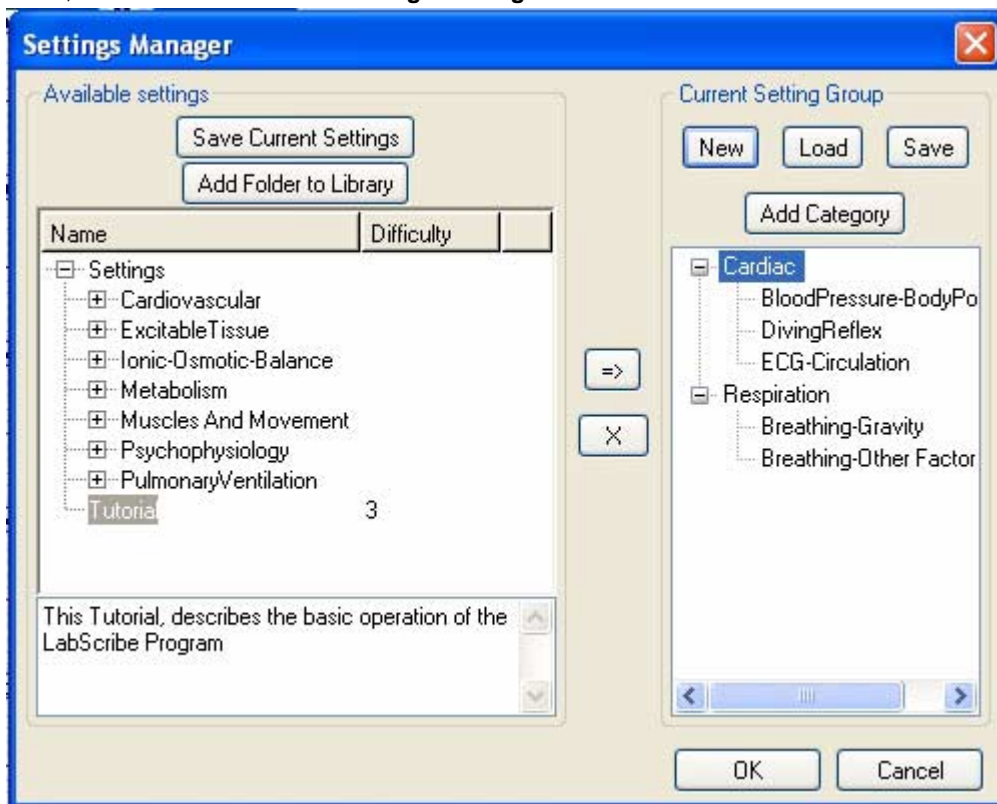 Settings Manager
Available settings
Save Current Settings
Add Folder to Library
Name Difficulty
Settings
Cardiovascular
ExcitableTissue
Ionic-Osmotic-Balance
Metabolism
Muscles And Movement
Psychophysiology
PulmonaryVentilation
Tutorial 3
This Tutorial, describes the basic operation of the
LabScribe Program
=>
X
Current Setting Group
New Load Save
Add Category
Cardiac
BloodPressure-BodyPo
DivingReflex
ECG-Circulation
Respiration
Breathing-Gravity
Breathing-Other Factor
OK Cancel